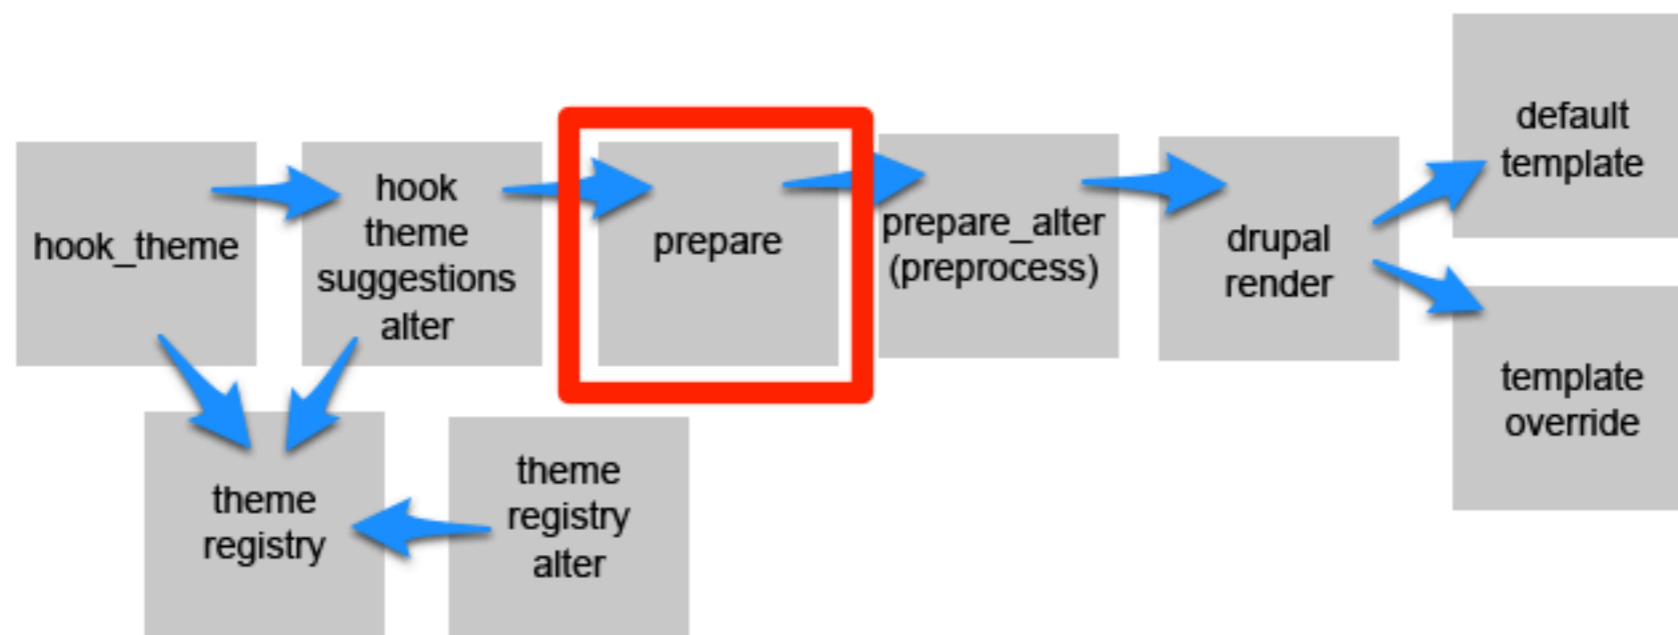 hook_theme
hook
theme
suggestions
alter
prepare
prepare_alter
(preprocess)
drupal
render
default
template
template
override
theme
registry
theme
registry
alter